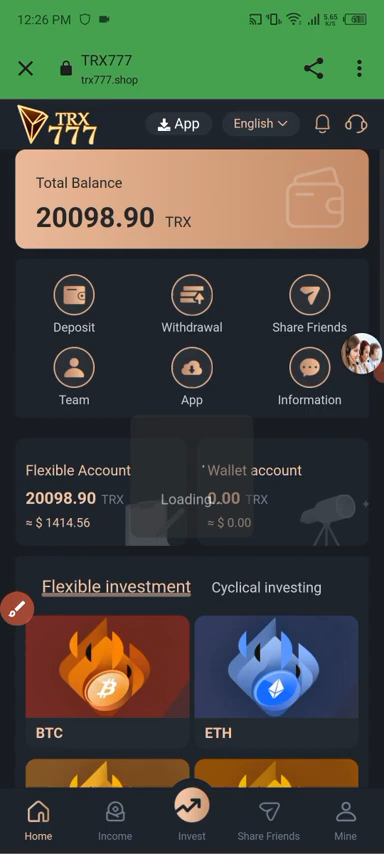 12:26 PM
5.65
K/S
TRX777
trx777.shop
TRX
777
App
English
Total Balance
20098.90 TRX
Deposit
Withdrawal
Share Friends
Team
App
Information
Flexible Account
Wallet account
20098.90 TRX
0.00 TRX
Loading...
≈ $ 1414.56
≈ $ 0.00
Flexible investment
Cyclical investing
BTC
ETH
Home
Income
Invest
Share Friends
Mine